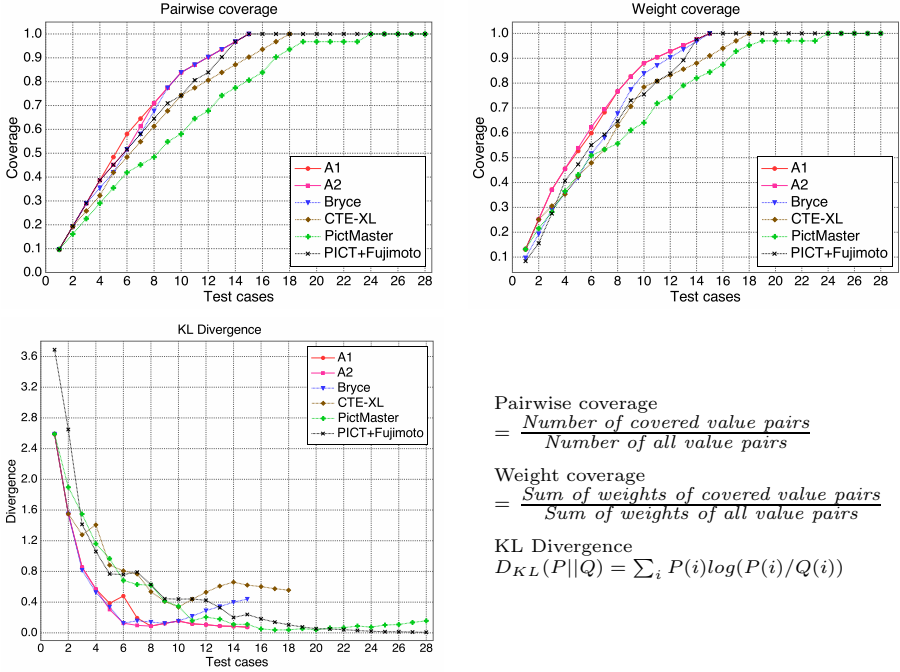 Pairwise coverage
1.0
0.9
0.8
0.7
0.6
0.5
0.4
0.3
0.2
0.1
0.0
Coverage
A1
A2
Bryce
CTE-XL
PictMaster
PICT+Fujimoto
0 2 4 6 8 10 12 14 16 18 20 22 24 26 28
Test cases
Weight coverage
1.0
0.9
0.8
0.7
0.6
0.5
0.4
0.3
0.2
0.1
Coverage
A1
A2
Bryce
CTE-XL
PictMaster
PICT+Fujimoto
0 2 4 6 8 10 12 14 16 18 20 22 24 26 28
Test cases
KL Divergence
3.6
3.2
2.8
2.4
2.0
1.6
1.2
0.8
0.4
0.0
Divergence
A1
A2
Bryce
CTE-XL
PictMaster
PICT+Fujimoto
0 2 4 6 8 10 12 14 16 18 20 22 24 26 28
Test cases
Pairwise coverage
= Number of covered value pairs
Number of all value pairs
Weight coverage
= Sum of weights of covered value pairs
Sum of weights of all value pairs
KL Divergence
D_{KL}(P||Q) = ∑_i P(i)log(P(i)/Q(i))